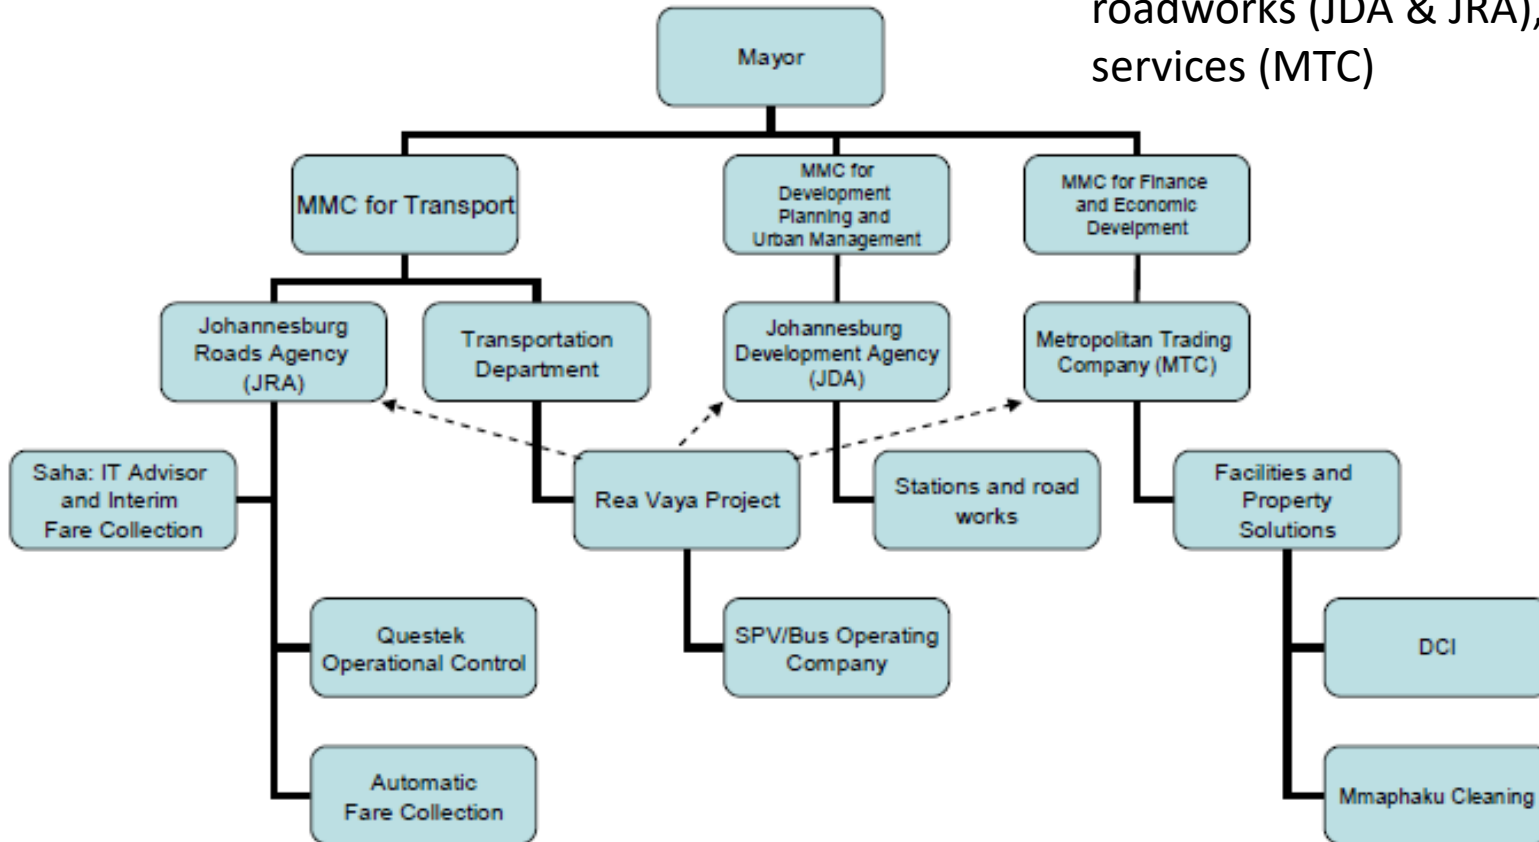 roadworks (JDA & JRA),
services (MTC)
Mayor
MMC for Transport
MMC for
Development
Planning and
Urban Management
MMC for Finance
and Economic
Develpment
Johannesburg
Roads Agency
(JRA)
Transportation
Department
Johannesburg
Development Agency
(JDA)
Metropolitan Trading
Company (MTC)
Saha: IT Advisor
and Interim
Fare Collection
Rea Vaya Project
Stations and road
works
Facilities and
Property
Solutions
Questek
Operational Control
SPV/Bus Operating
Company
DCI
Automatic
Fare Collection
Mmaphaku Cleaning